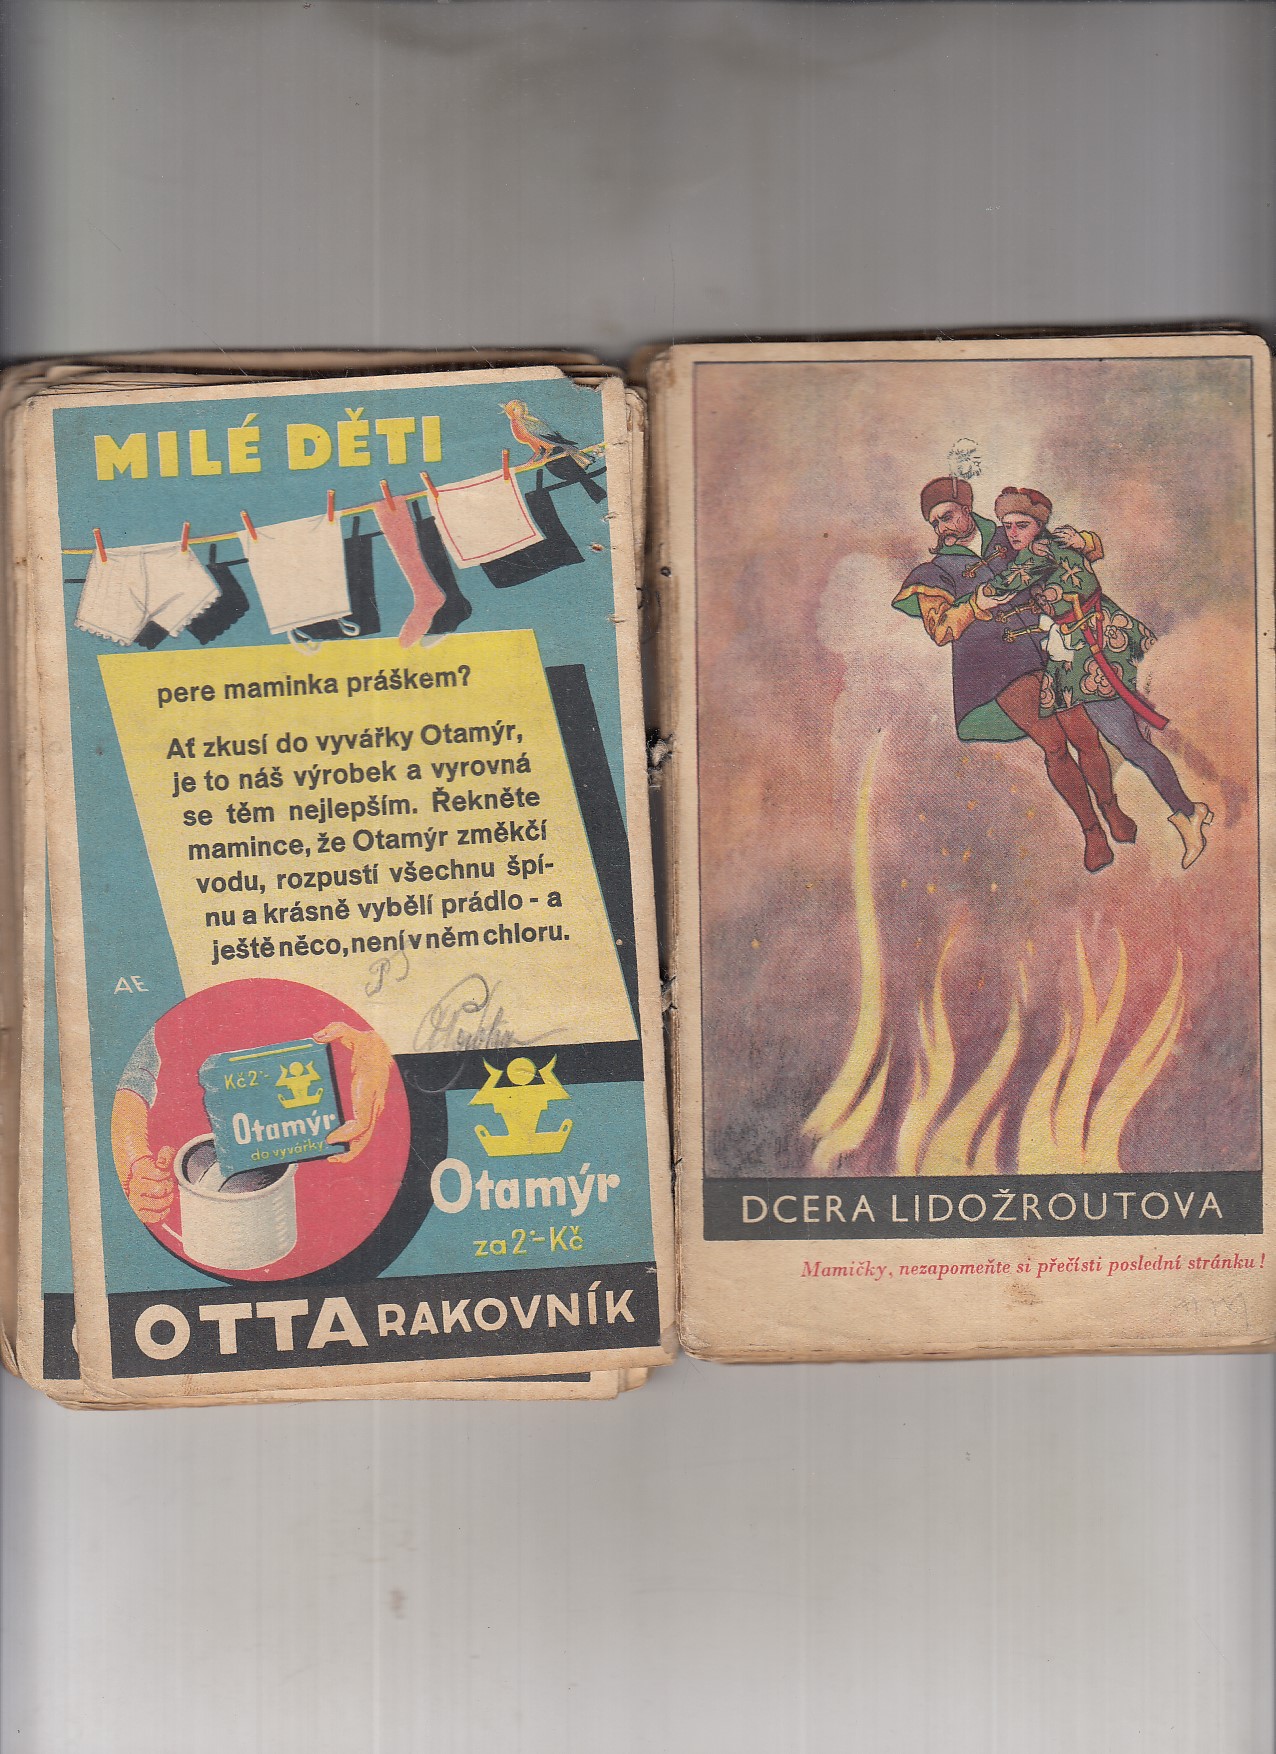 MILÉ DĚTI
pere maminka práškem?
Ať zkusí do vyvářky Otamýr,
je to náš výrobek a vyrovná
se těm nejlepším. Řekněte
mamince, že Otamýr změkčí
vodu, rozpustí všechnu špí-
nu a krásně vybělí prádlo - a
ještě něco, není v něm chloru.
AE
Kč 2·-
Otamýr
do vyvářky
Otamýr
za 2·- Kč
OTTA RAKOVNÍK
DCERA LIDOŽROUTOVA
Mamičky, nezapomeňte si přečísti poslední stránku!